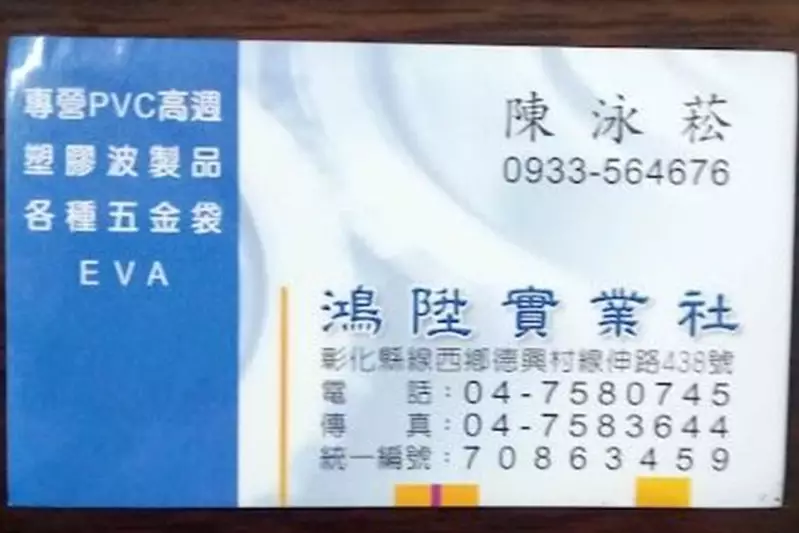 專營PVC高週
塑膠波製品
各種五金袋
EVA
陳泳菘
0933-564676
鴻陞實業社
彰化縣線西鄉德興村線伸路438號
電話:04-7580745
傳真:04-7583644
統一編號:70863459